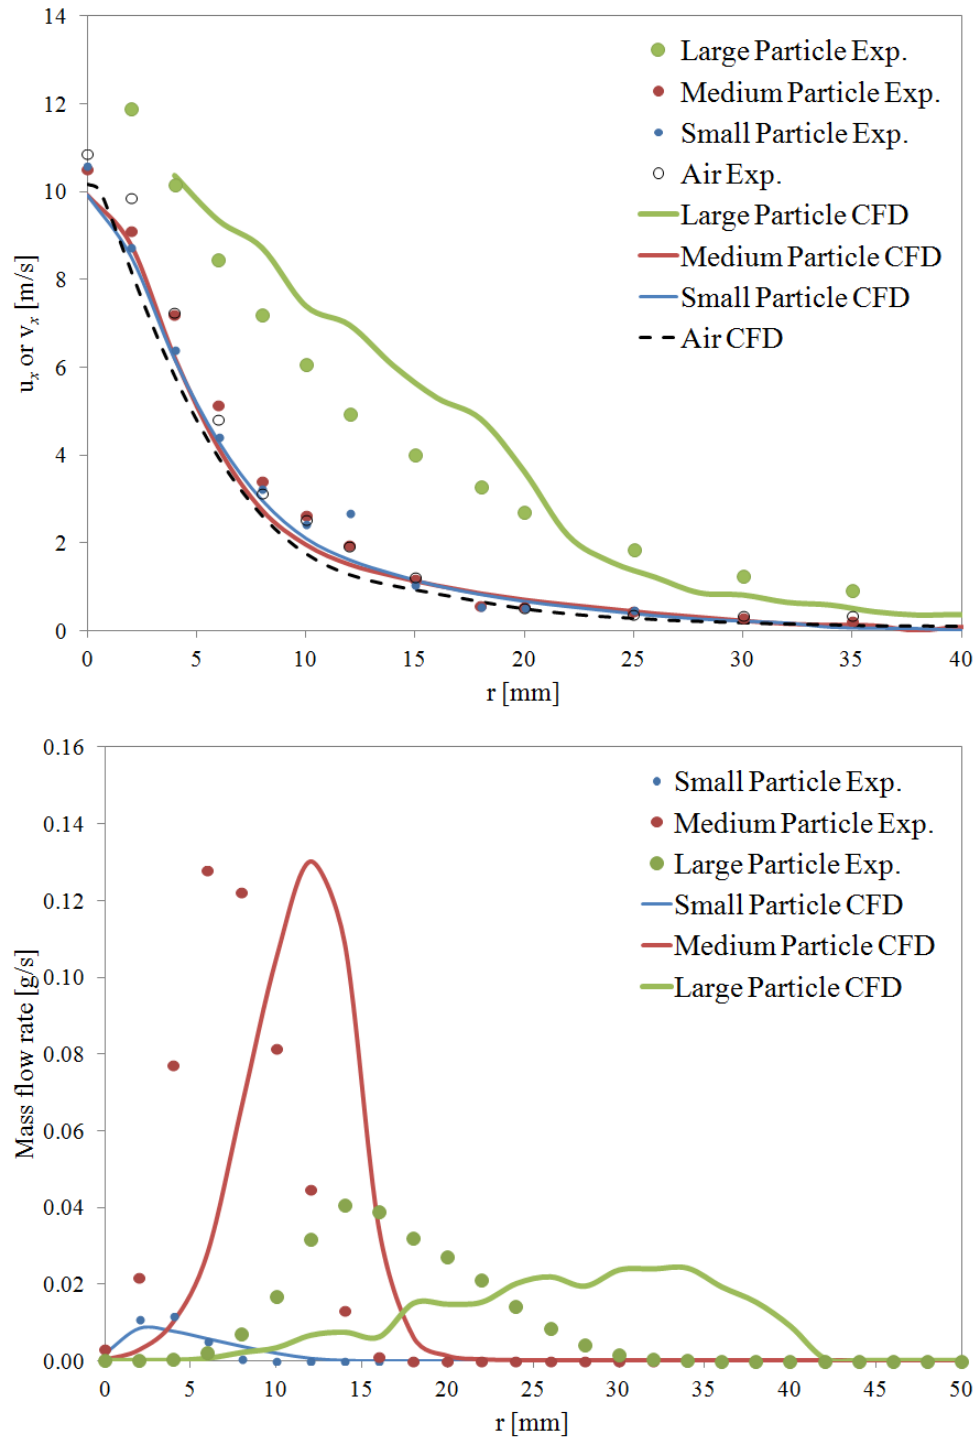 14
12
10
8
6
4
2
0
u_x or v_x [m/s]
Large Particle Exp.
Medium Particle Exp.
Small Particle Exp.
Air Exp.
Large Particle CFD
Medium Particle CFD
Small Particle CFD
Air CFD
0 5 10 15 20 25 30 35 40
r [mm]
0.16
0.14
0.12
0.10
0.08
0.06
0.04
0.02
0.00
Mass flow rate [g/s]
Small Particle Exp.
Medium Particle Exp.
Large Particle Exp.
Small Particle CFD
Medium Particle CFD
Large Particle CFD
0 5 10 15 20 25 30 35 40 45 50
r [mm]